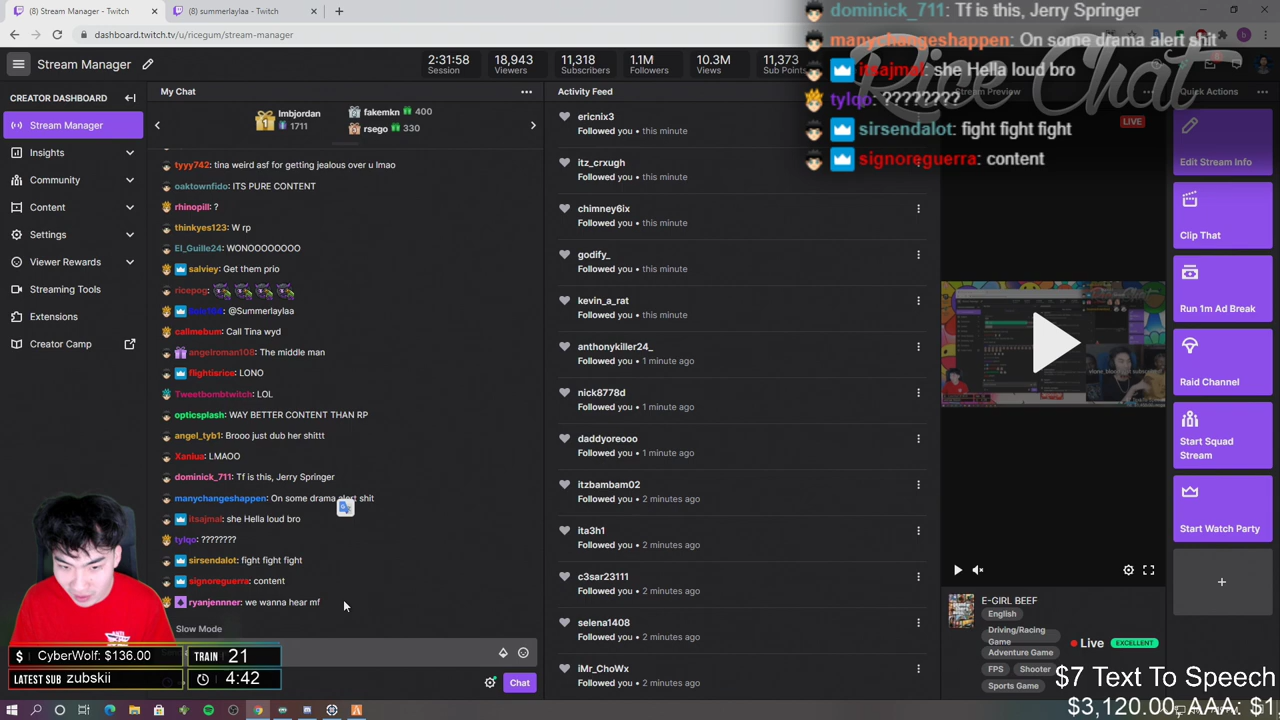 (8) Stream Manager - Twitch
(8) summerlaylaa - Twitch
dashboard.twitch.tv/u/ricegum/stream-manager
Stream Manager
2:31:58
Session
18,943
Viewers
11,318
Subscribers
1.1M
Followers
10.3M
Views
11,373
Sub Points
dominick_711: Tf is this, Jerry Springer
manychangeshappen: On some drama alert shit
itsajmal: she Hella loud bro
tylqo: ????????
sirsendalot: fight fight fight
signoreguerra: content
Rice Chat
CREATOR DASHBOARD
Stream Manager
Insights
Community
Content
Settings
Viewer Rewards
Streaming Tools
Extensions
Creator Camp
My Chat
lmbjordan
1 1711
fakemkn 400
rsego 330
tyyy742: tina weird asf for getting jealous over u lmao
oaktownfido: ITS PURE CONTENT
rhinopill: ?
thinkyes123: W rp
El_Guille24: WONOOOOOOOO
salviey: Get them prio
ricepog:
@Summerlaylaa
callmebum: Call Tina wyd
angelroman108: The middle man
flightisrice: LONO
Tweetbombtwitch: LOL
opticsplash: WAY BETTER CONTENT THAN RP
angel_tyb1: Brooo just dub her shittt
Xanlua: LMAOO
dominick_711: Tf is this, Jerry Springer
manychangeshappen: On some drama alert shit
itsajmal: she Hella loud bro
tylqo: ????????
sirsendalot: fight fight fight
signoreguerra: content
ryanjennner: we wanna hear mf
Slow Mode
Chat
Activity Feed
ericnix3
Followed you • this minute
itz_crxugh
Followed you • this minute
chimney6ix
Followed you • this minute
godify_
Followed you • this minute
kevin_a_rat
Followed you • this minute
anthonykiller24_
Followed you • 1 minute ago
nick8778d
Followed you • 1 minute ago
daddyoreooo
Followed you • 1 minute ago
itzbambam02
Followed you • 2 minutes ago
ita3h1
Followed you • 2 minutes ago
c3sar23111
Followed you • 2 minutes ago
selena1408
Followed you • 2 minutes ago
iMr_ChoWx
Followed you • 2 minutes ago
Stream Preview
LIVE
E-GIRL BEEF
English
Driving/Racing
Game
Adventure Game
FPS
Shooter
Sports Game
Live
EXCELLENT
Quick Actions
Edit Stream Info
Clip That
Run 1m Ad Break
Raid Channel
Start Squad
Stream
Start Watch Party
$ CyberWolf: $136.00
TRAIN 21
LATEST SUB zubskii
4:42
$7 Text To Speech
$3,120.00, AAA: $1